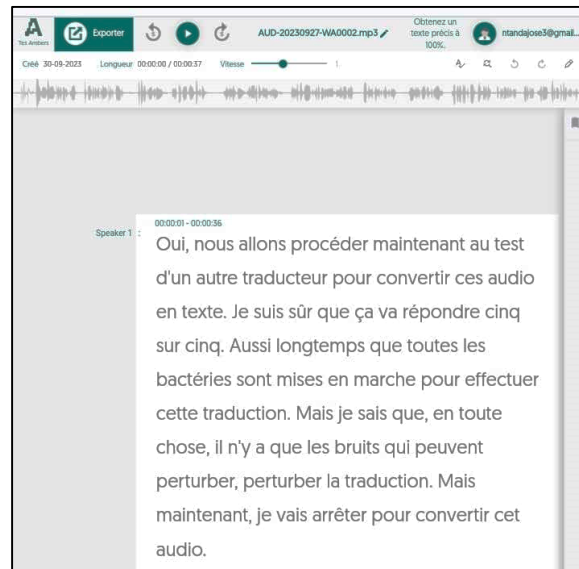 A
Tes Ambers
Exporter
5
AUD-20230927-WA0002.mp3
Obtenez un
texte précis à
100%.
ntandajose3@gmail...
Créé 30-09-2023 Longueur 00:00:00 / 00:00:37 Vitesse 1
00:00:01 - 00:00:36
Speaker 1 :
Oui, nous allons procéder maintenant au test
d'un autre traducteur pour convertir ces audio
en texte. Je suis sûr que ça va répondre cinq
sur cinq. Aussi longtemps que toutes les
bactéries sont mises en marche pour effectuer
cette traduction. Mais je sais que, en toute
chose, il n'y a que les bruits qui peuvent
perturber, perturber la traduction. Mais
maintenant, je vais arrêter pour convertir cet
audio.